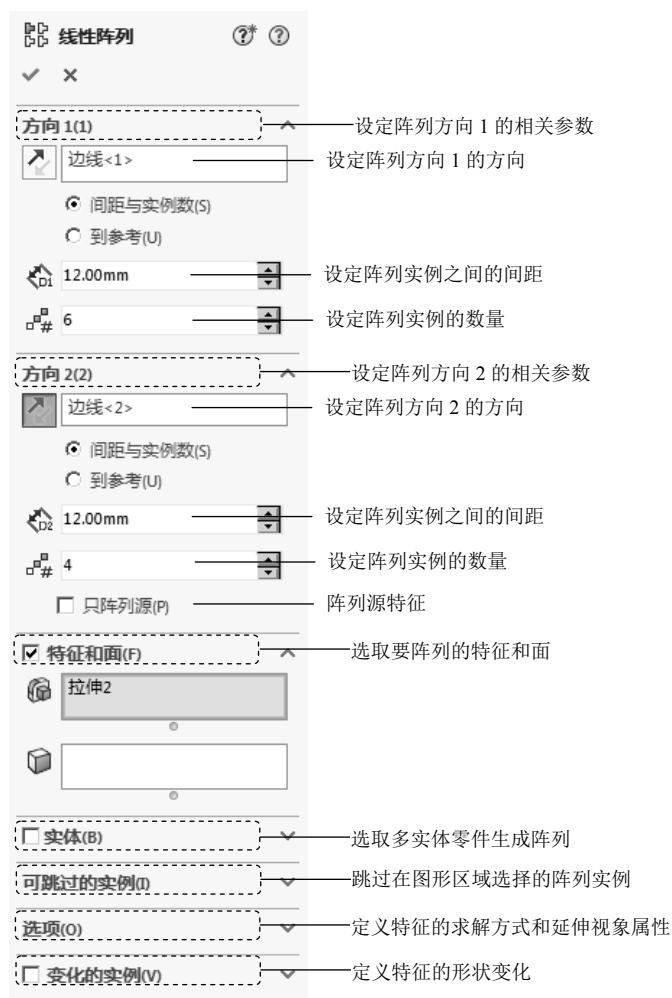 线性阵列
方向 1(1) 设定阵列方向 1 的相关参数
边线<1> 设定阵列方向 1 的方向
间距与实例数(S)
到参考(U)
D1 12.00mm 设定阵列实例之间的间距
# 6 设定阵列实例的数量
方向 2(2) 设定阵列方向 2 的相关参数
边线<2> 设定阵列方向 2 的方向
间距与实例数(S)
到参考(U)
D2 12.00mm 设定阵列实例之间的间距
# 4 设定阵列实例的数量
只阵列源(P) 阵列源特征
特征和面(F) 选取要阵列的特征和面
拉伸2
实体(B) 选取多实体零件生成阵列
可跳过的实例(I) 跳过在图形区域选择的阵列实例
选项(O) 定义特征的求解方式和延伸视象属性
变化的实例(V) 定义特征的形状变化